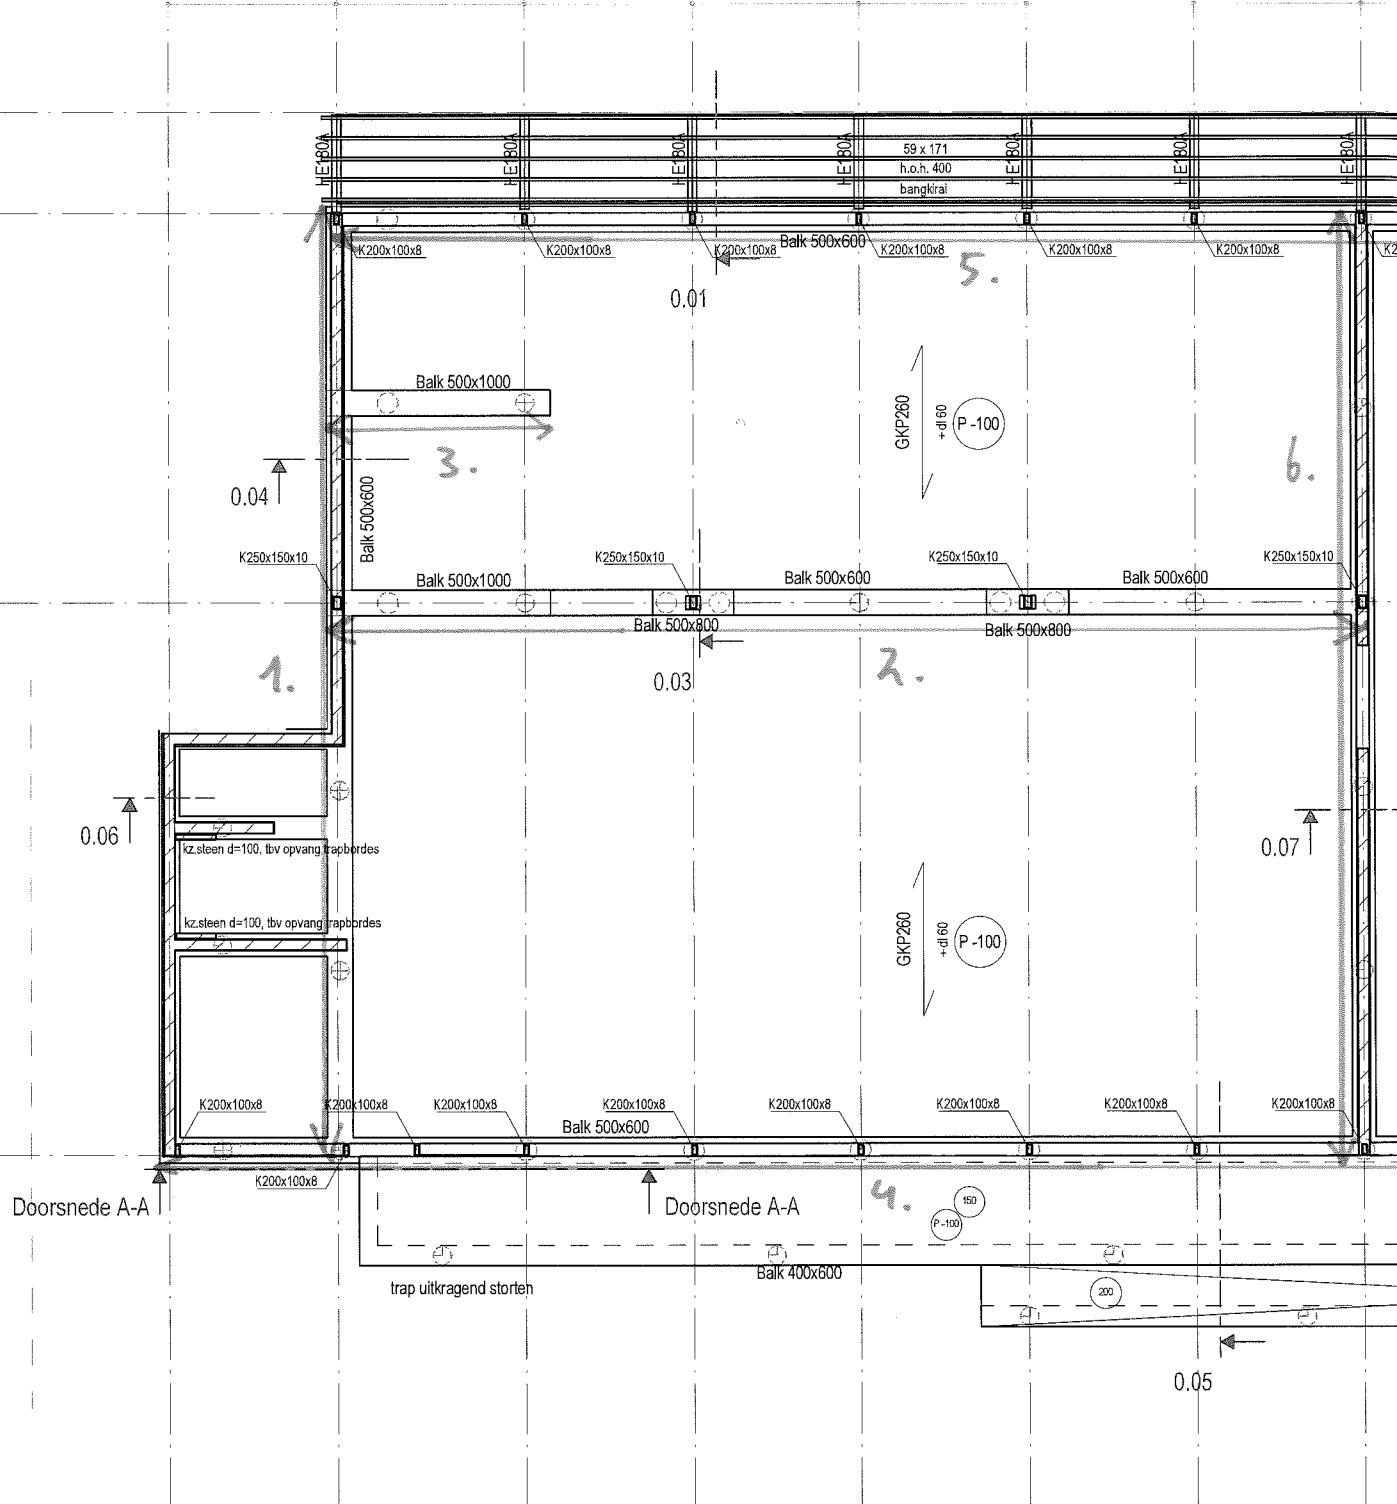 HE180A HE180A HE180A HE180A HE180A HE180A
59 x 171
h.o.h. 400
bangkirai
Balk 500x600
K200x100x8 K200x100x8 K200x100x8 K200x100x8 K200x100x8 K200x100x8
5.
0.01
Balk 500x1000
GKP260
+dl 60
P -100
3.
6.
0.04
Balk 500x600
K250x150x10 K250x150x10 K250x150x10 K250x150x10
Balk 500x1000 Balk 500x600 Balk 500x600
Balk 500x800 Balk 500x800
1.
2.
0.03
0.06
0.07
kz.steen d=100, tbv opvang trapbordes
kz.steen d=100, tbv opvang trapbordes
GKP260
+dl 60
P -100
K200x100x8 K200x100x8 K200x100x8 K200x100x8 K200x100x8 K200x100x8 K200x100x8 K200x100x8
Balk 500x600
K200x100x8
Doorsnede A-A Doorsnede A-A
4.
150
P -100
Balk 400x600
trap uitkragend storten
200
0.05